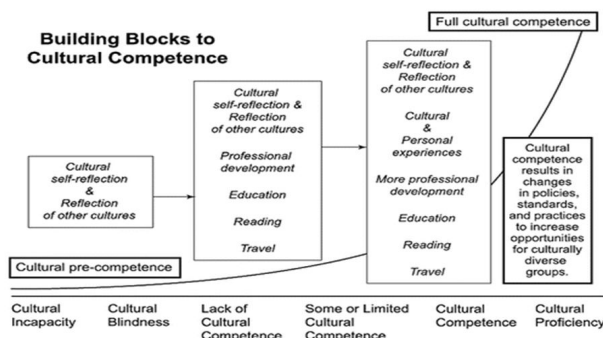 Building Blocks to
Cultural Competence
Full cultural competence
Cultural
self-reflection
&
Reflection
of other cultures
Cultural
self-reflection &
Reflection
of other cultures
Professional
development
Education
Reading
Travel
Cultural
self-reflection &
Reflection
of other cultures
Cultural
&
Personal
experiences
More professional
development
Education
Reading
Travel
Cultural
competence
results in
changes
in policies,
standards,
and practices
to increase
opportunities
for culturally
diverse
groups.
Cultural pre-competence
Cultural
Incapacity
Cultural
Blindness
Lack of
Cultural
Competence
Some or Limited
Cultural
Competence
Cultural
Competence
Cultural
Proficiency